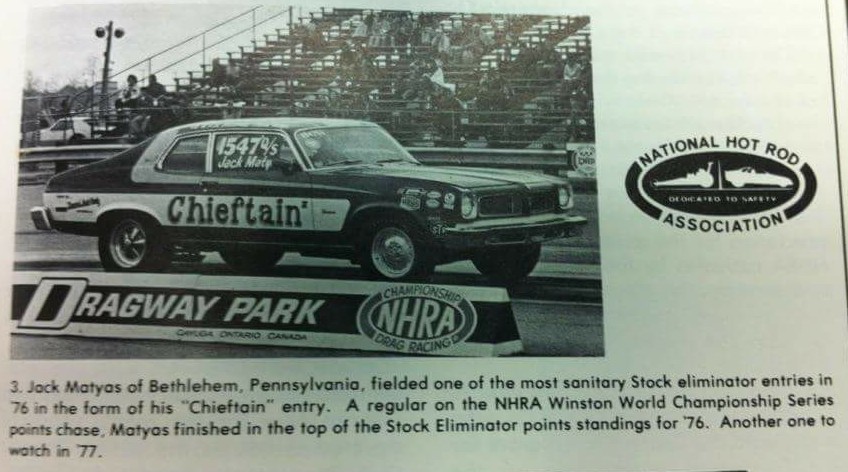 1547 U/S
Jack Maty
Chieftain
DRAGWAY PARK
CAYUGA ONTARIO CANADA
CHAMPIONSHIP
NHRA
DRAG RACING
NATIONAL HOT ROD
DEDICATED TO SAFETY
ASSOCIATION
3. Jack Matyas of Bethlehem, Pennsylvania, fielded one of the most sanitary Stock eliminator entries in
'76 in the form of his "Chieftain" entry. A regular on the NHRA Winston World Championship Series
points chase, Matyas finished in the top of the Stock Eliminator points standings for '76. Another one to
watch in '77.